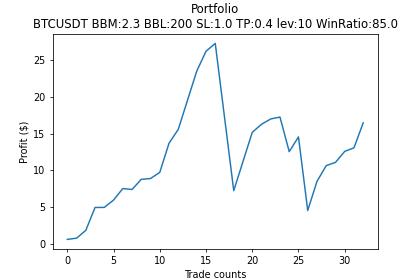 Portfolio
BTCUSDT BBM:2.3 BBL:200 SL:1.0 TP:0.4 lev:10 WinRatio:85.0
25
20
15
10
5
0
Profit ($)
0 5 10 15 20 25 30
Trade counts